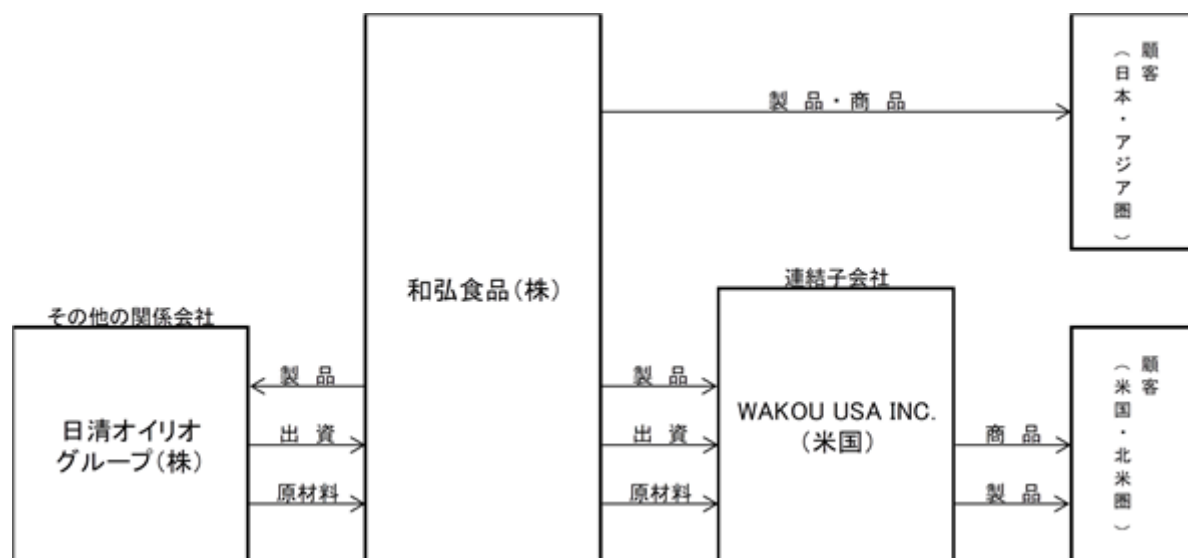 製品・商品
顧客
（日本・アジア圏）
和弘食品（株）
連結子会社
その他の関係会社
製品
製品
日清オイリオ
グループ（株）
出資
出資
WAKOU USA INC.
（米国）
商品
原材料
原材料
製品
顧客
（米国・北米圏）